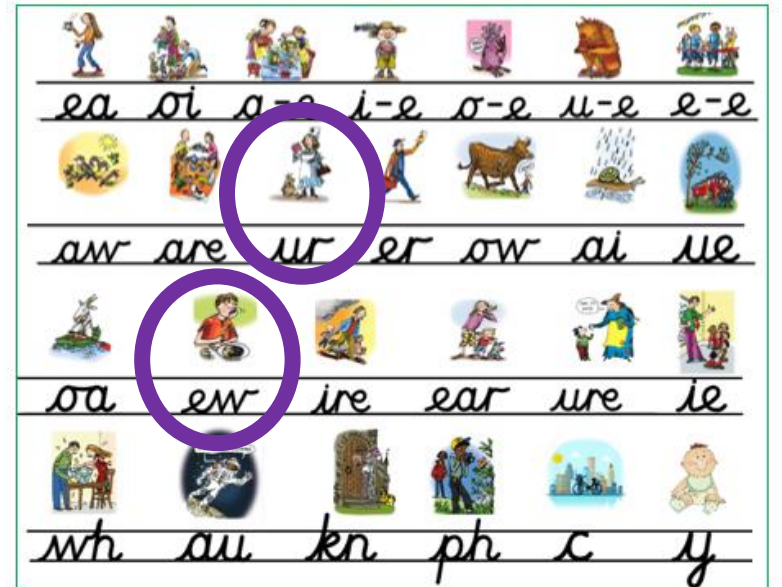 ea oi a-e i-e o-e u-e e-e
aw are ur er ow ai ue
oa ew ire ear ure ie
wh au kn ph c y